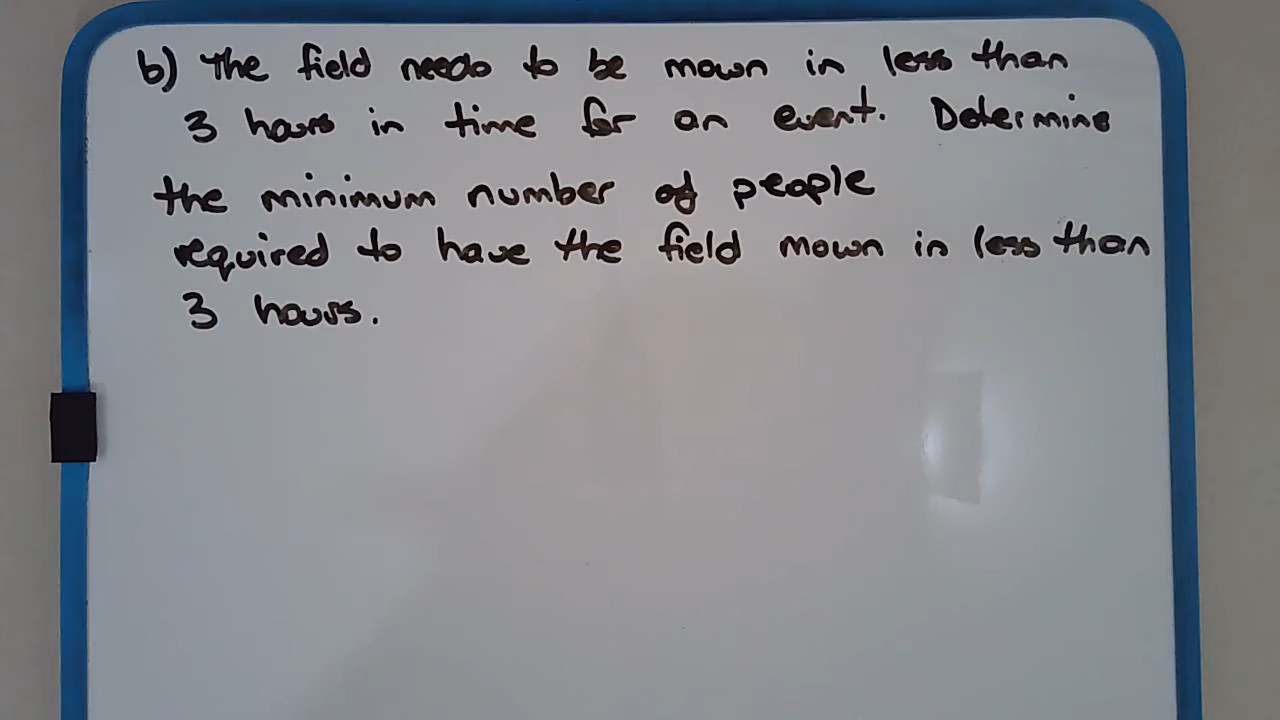 b) The field needs to be mown in less than
3 hours in time for an event. Determine
the minimum number of people
required to have the field mown in less than
3 hours.